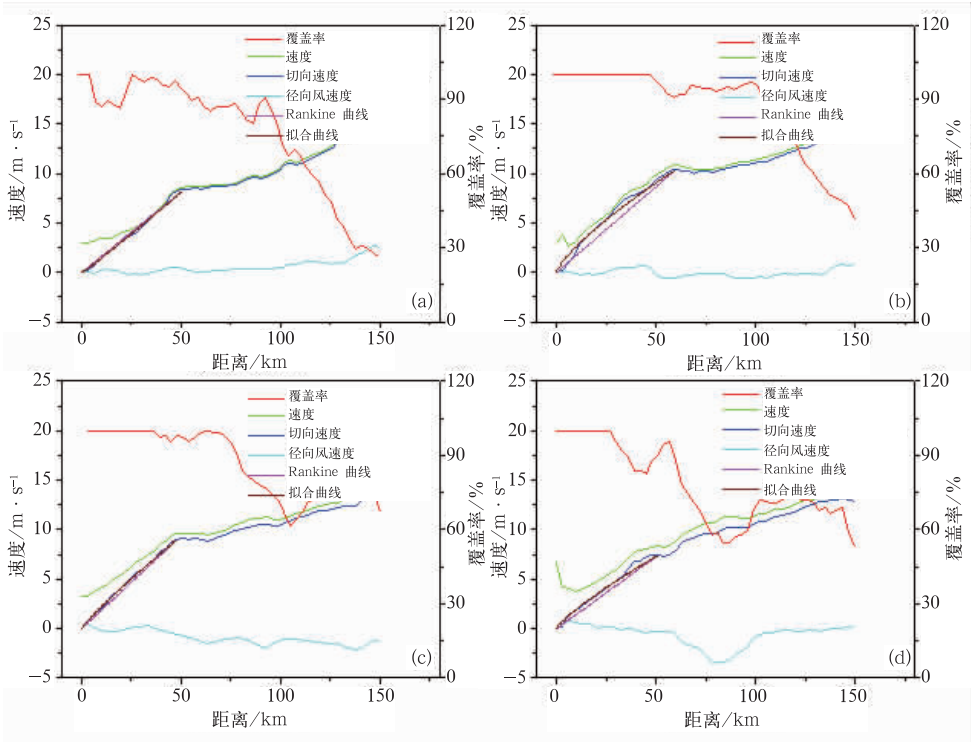 25
20
15
10
5
0
−5
速度/m · s⁻¹
120
90
60
30
0
覆盖率/%
覆盖率
速度
切向速度
径向风速度
Rankine 曲线
拟合曲线
(a)
0
50
100
150
距离/km
25
20
15
10
5
0
−5
速度/m · s⁻¹
120
90
60
30
0
覆盖率/%
覆盖率
速度
切向速度
径向风速度
Rankine 曲线
拟合曲线
(b)
0
50
100
150
距离/km
25
20
15
10
5
0
−5
速度/m · s⁻¹
120
90
60
30
0
覆盖率/%
覆盖率
速度
切向速度
径向风速度
Rankine 曲线
拟合曲线
(c)
0
50
100
150
距离/km
25
20
15
10
5
0
−5
速度/m · s⁻¹
120
90
60
30
0
覆盖率/%
覆盖率
速度
切向速度
径向风速度
Rankine 曲线
拟合曲线
(d)
0
50
100
150
距离/km